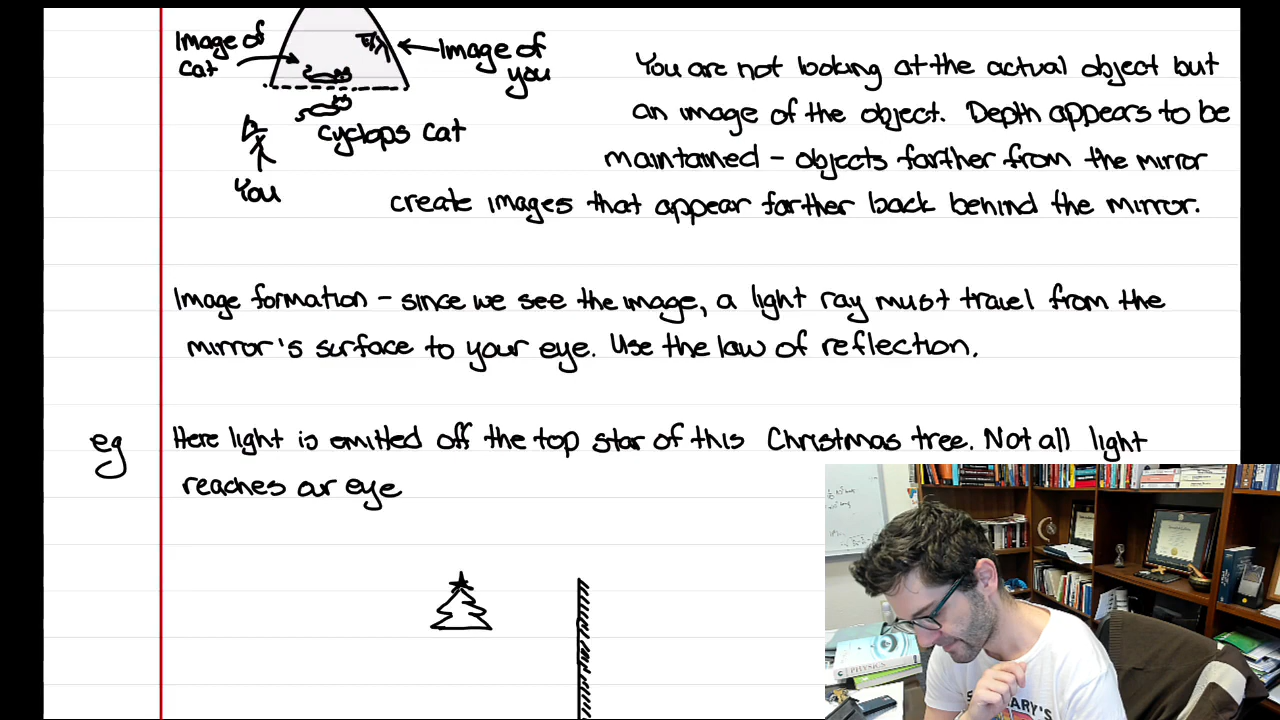 Image of
cat
Image of
you
cyclops cat
You
You are not looking at the actual object but
an image of the object. Depth appears to be
maintained - objects farther from the mirror
create images that appear farther back behind the mirror.
Image formation - since we see the image, a light ray must travel from the
mirror's surface to your eye. Use the law of reflection.
eg
Here light is emitted off the top star of this Christmas tree. Not all light
reaches our eye
PHYSICS